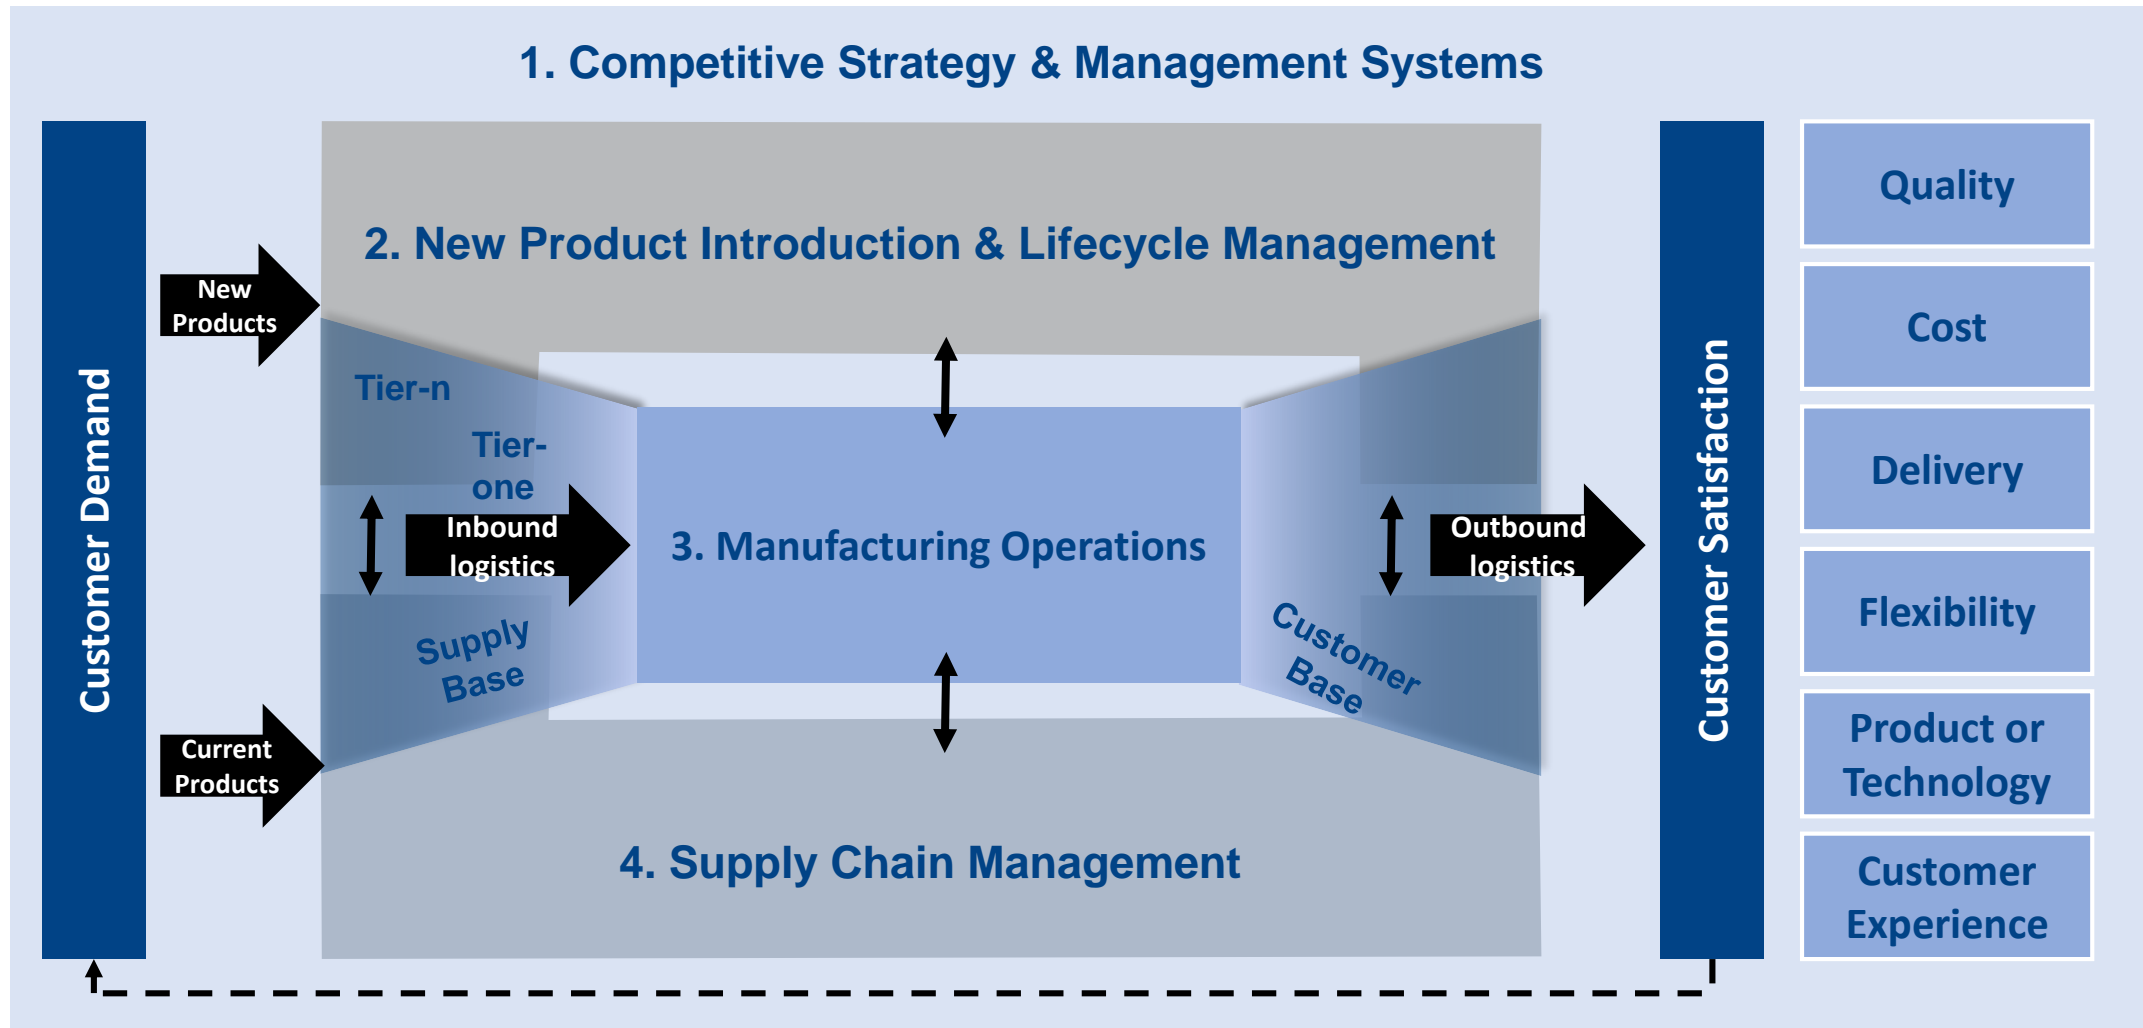 1. Competitive Strategy & Management Systems
Customer Demand
New
Products
Current
Products
2. New Product Introduction & Lifecycle Management
Tier-n
Tier-
one
Inbound
logistics
Supply
Base
3. Manufacturing Operations
Customer
Base
Outbound
logistics
4. Supply Chain Management
Customer Satisfaction
Quality
Cost
Delivery
Flexibility
Product or
Technology
Customer
Experience